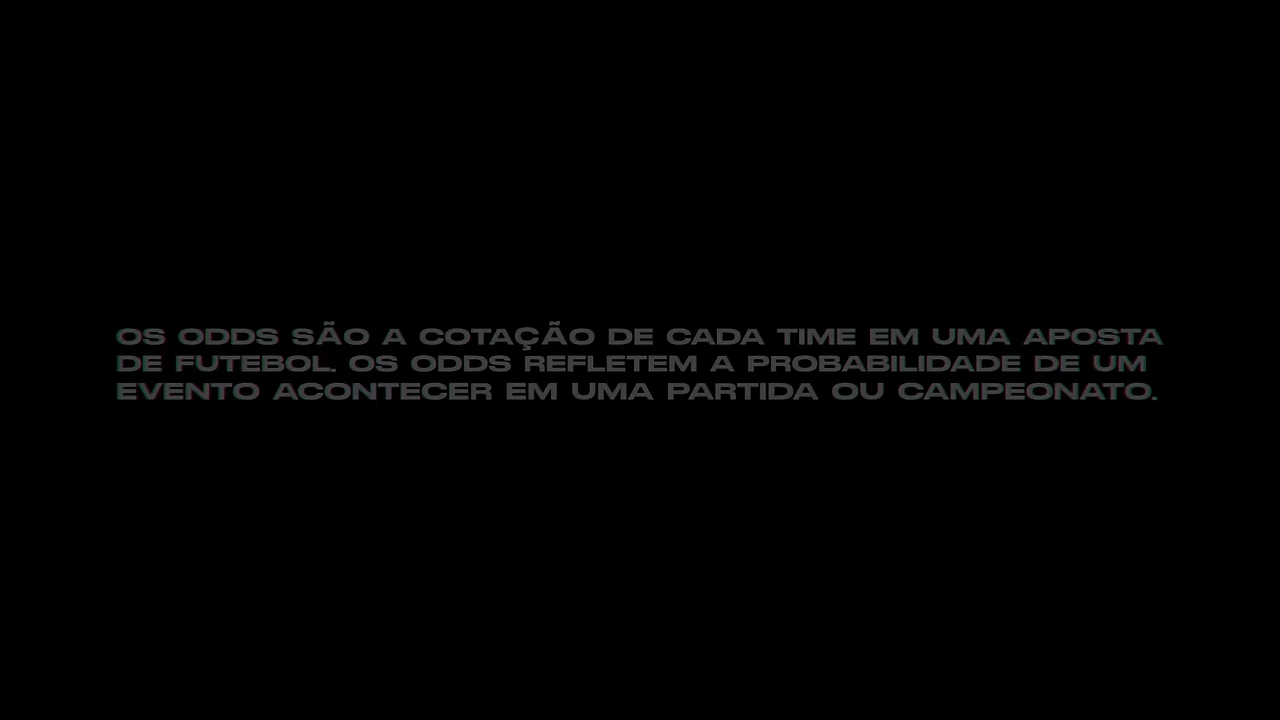 OS ODDS SÃO A COTAÇÃO DE CADA TIME EM UMA APOSTA
DE FUTEBOL. OS ODDS REFLETEM A PROBABILIDADE DE UM
EVENTO ACONTECER EM UMA PARTIDA OU CAMPEONATO.